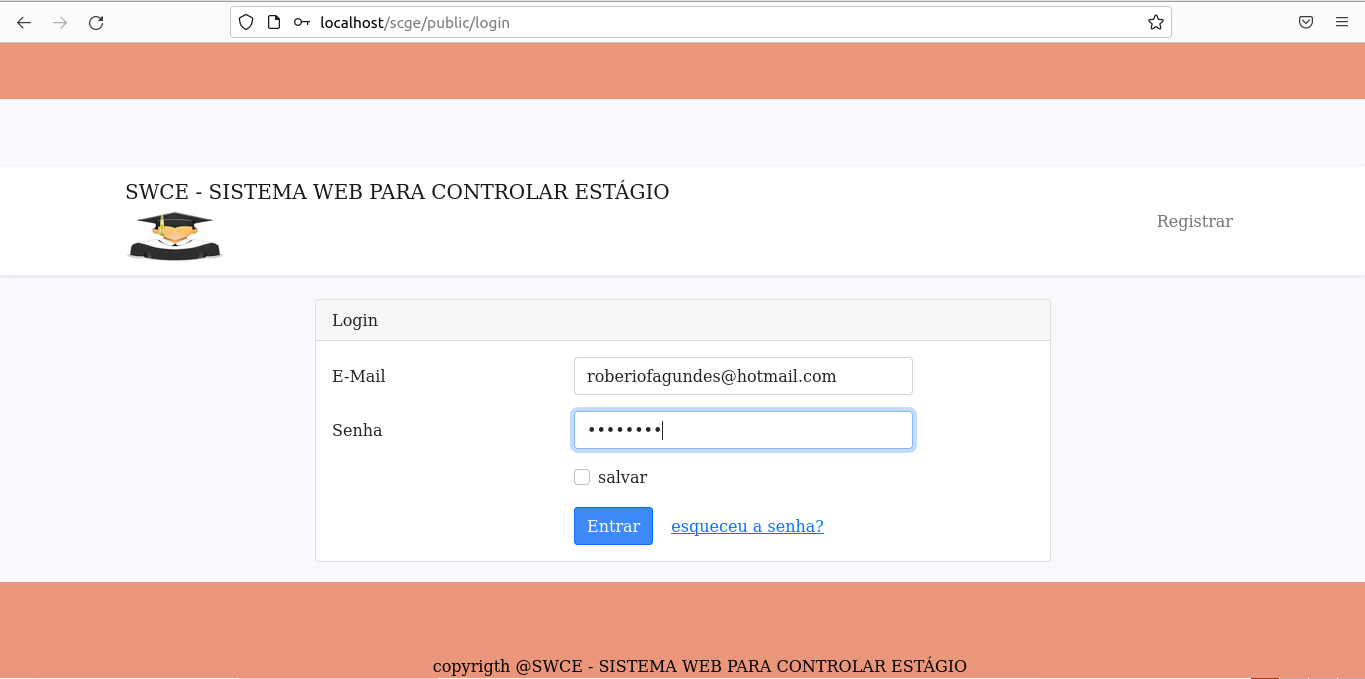 localhost/scge/public/login
SWCE - SISTEMA WEB PARA CONTROLAR ESTÁGIO
Registrar
Login
E-Mail
roberiofagundes@hotmail.com
Senha
••••••••
salvar
Entrar
esqueceu a senha?
copyrigth @SWCE - SISTEMA WEB PARA CONTROLAR ESTÁGIO